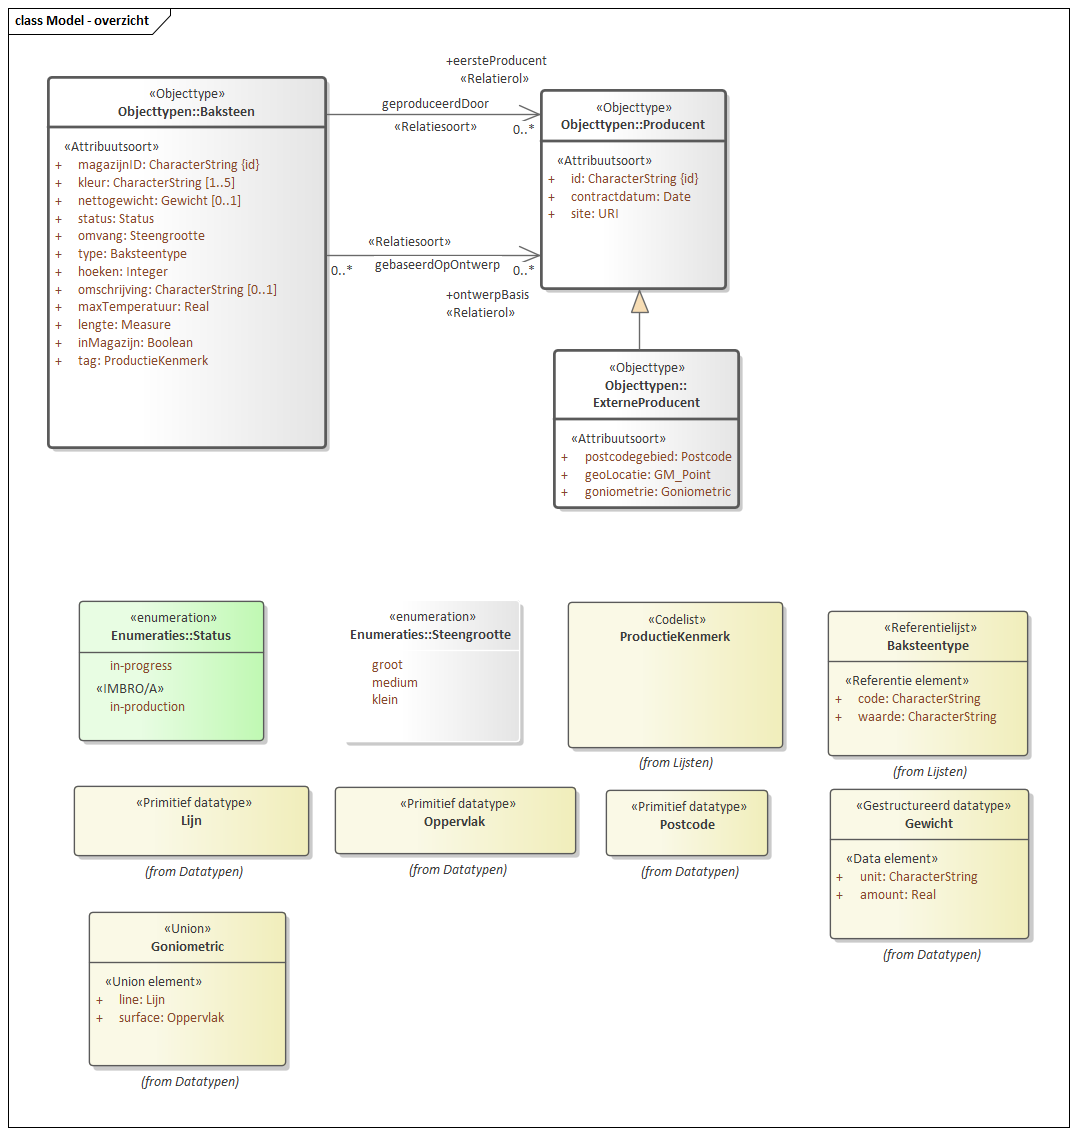 class Model - overzicht
+eersteProducent
«Relatierol»
geproduceerdDoor
«Relatiesoort»
0..*
«Relatiesoort»
0..*
gebaseerdOpOntwerp
0..*
+ontwerpBasis
«Relatierol»
«Objecttype»
Objecttypen::Baksteen
«Attribuutsoort»
+ magazijnID: CharacterString {id}
+ kleur: CharacterString [1..5]
+ nettogewicht: Gewicht [0..1]
+ status: Status
+ omvang: Steengrootte
+ type: Baksteentype
+ hoeken: Integer
+ omschrijving: CharacterString [0..1]
+ maxTemperatuur: Real
+ lengte: Measure
+ inMagazijn: Boolean
+ tag: ProductieKenmerk
«Objecttype»
Objecttypen::Producent
«Attribuutsoort»
+ id: CharacterString {id}
+ contractdatum: Date
+ site: URI
«Objecttype»
Objecttypen::
ExterneProducent
«Attribuutsoort»
+ postcodegebied: Postcode
+ geoLocatie: GM_Point
+ goniometrie: Goniometric
«enumeration»
Enumeraties::Status
in-progress
«IMBRO/A»
in-production
«enumeration»
Enumeraties::Steengrootte
groot
medium
klein
«Codelist»
ProductieKenmerk
(from Lijsten)
«Referentielijst»
Baksteentype
«Referentie element»
+ code: CharacterString
+ waarde: CharacterString
(from Lijsten)
«Primitief datatype»
Lijn
(from Datatypen)
«Primitief datatype»
Oppervlak
(from Datatypen)
«Primitief datatype»
Postcode
(from Datatypen)
«Gestructureerd datatype»
Gewicht
«Data element»
+ unit: CharacterString
+ amount: Real
(from Datatypen)
«Union»
Goniometric
«Union element»
+ line: Lijn
+ surface: Oppervlak
(from Datatypen)